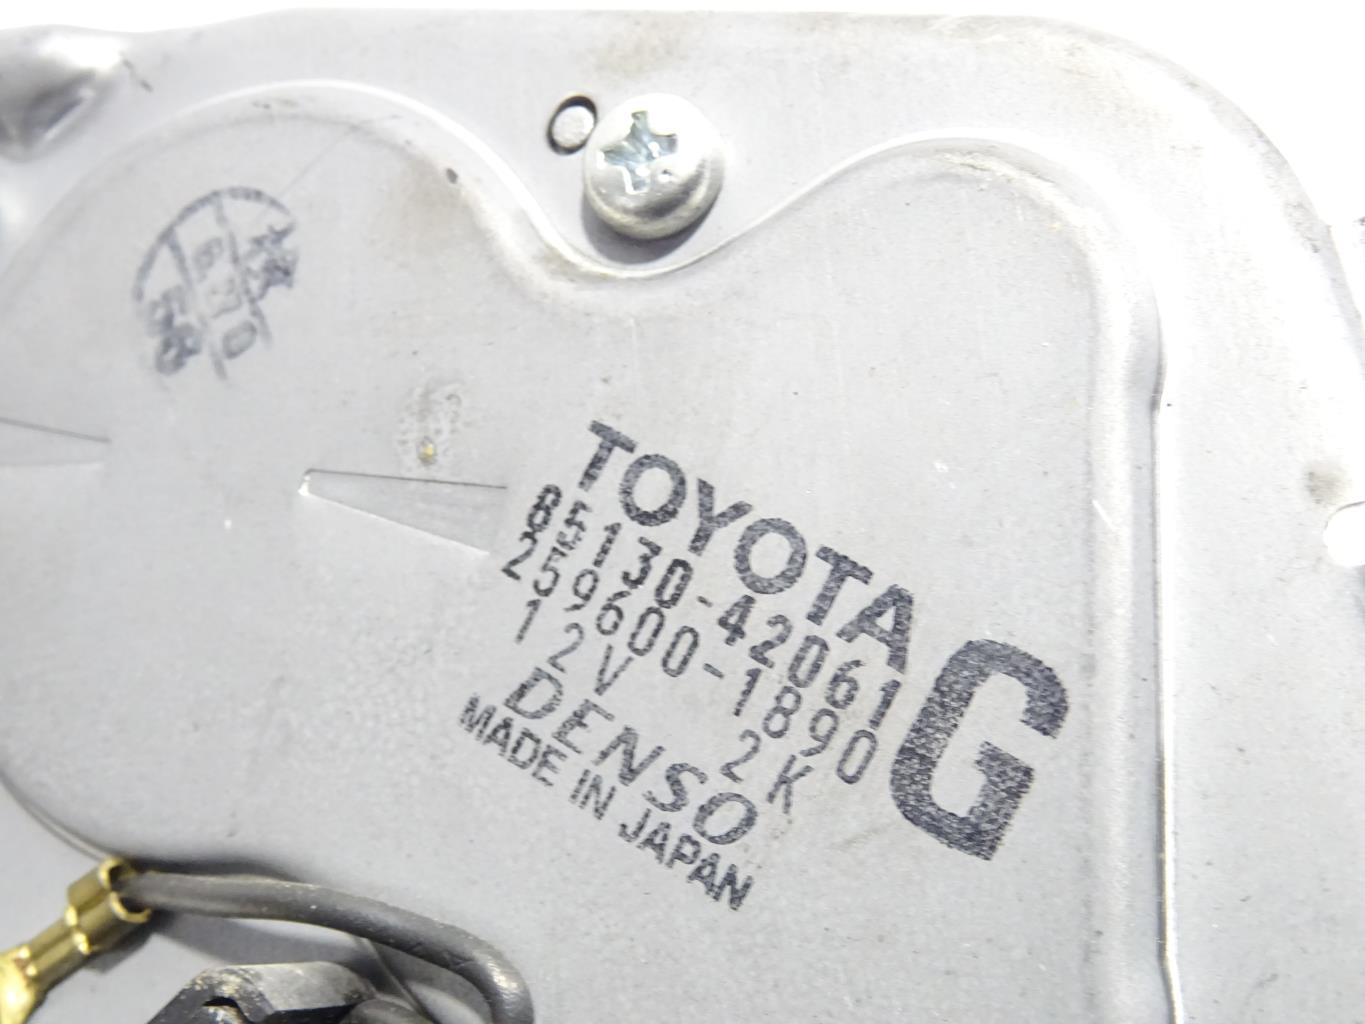 TOYOTA
85130-42061
259600-1890
12V 2K
G
DENSO
MADE IN JAPAN